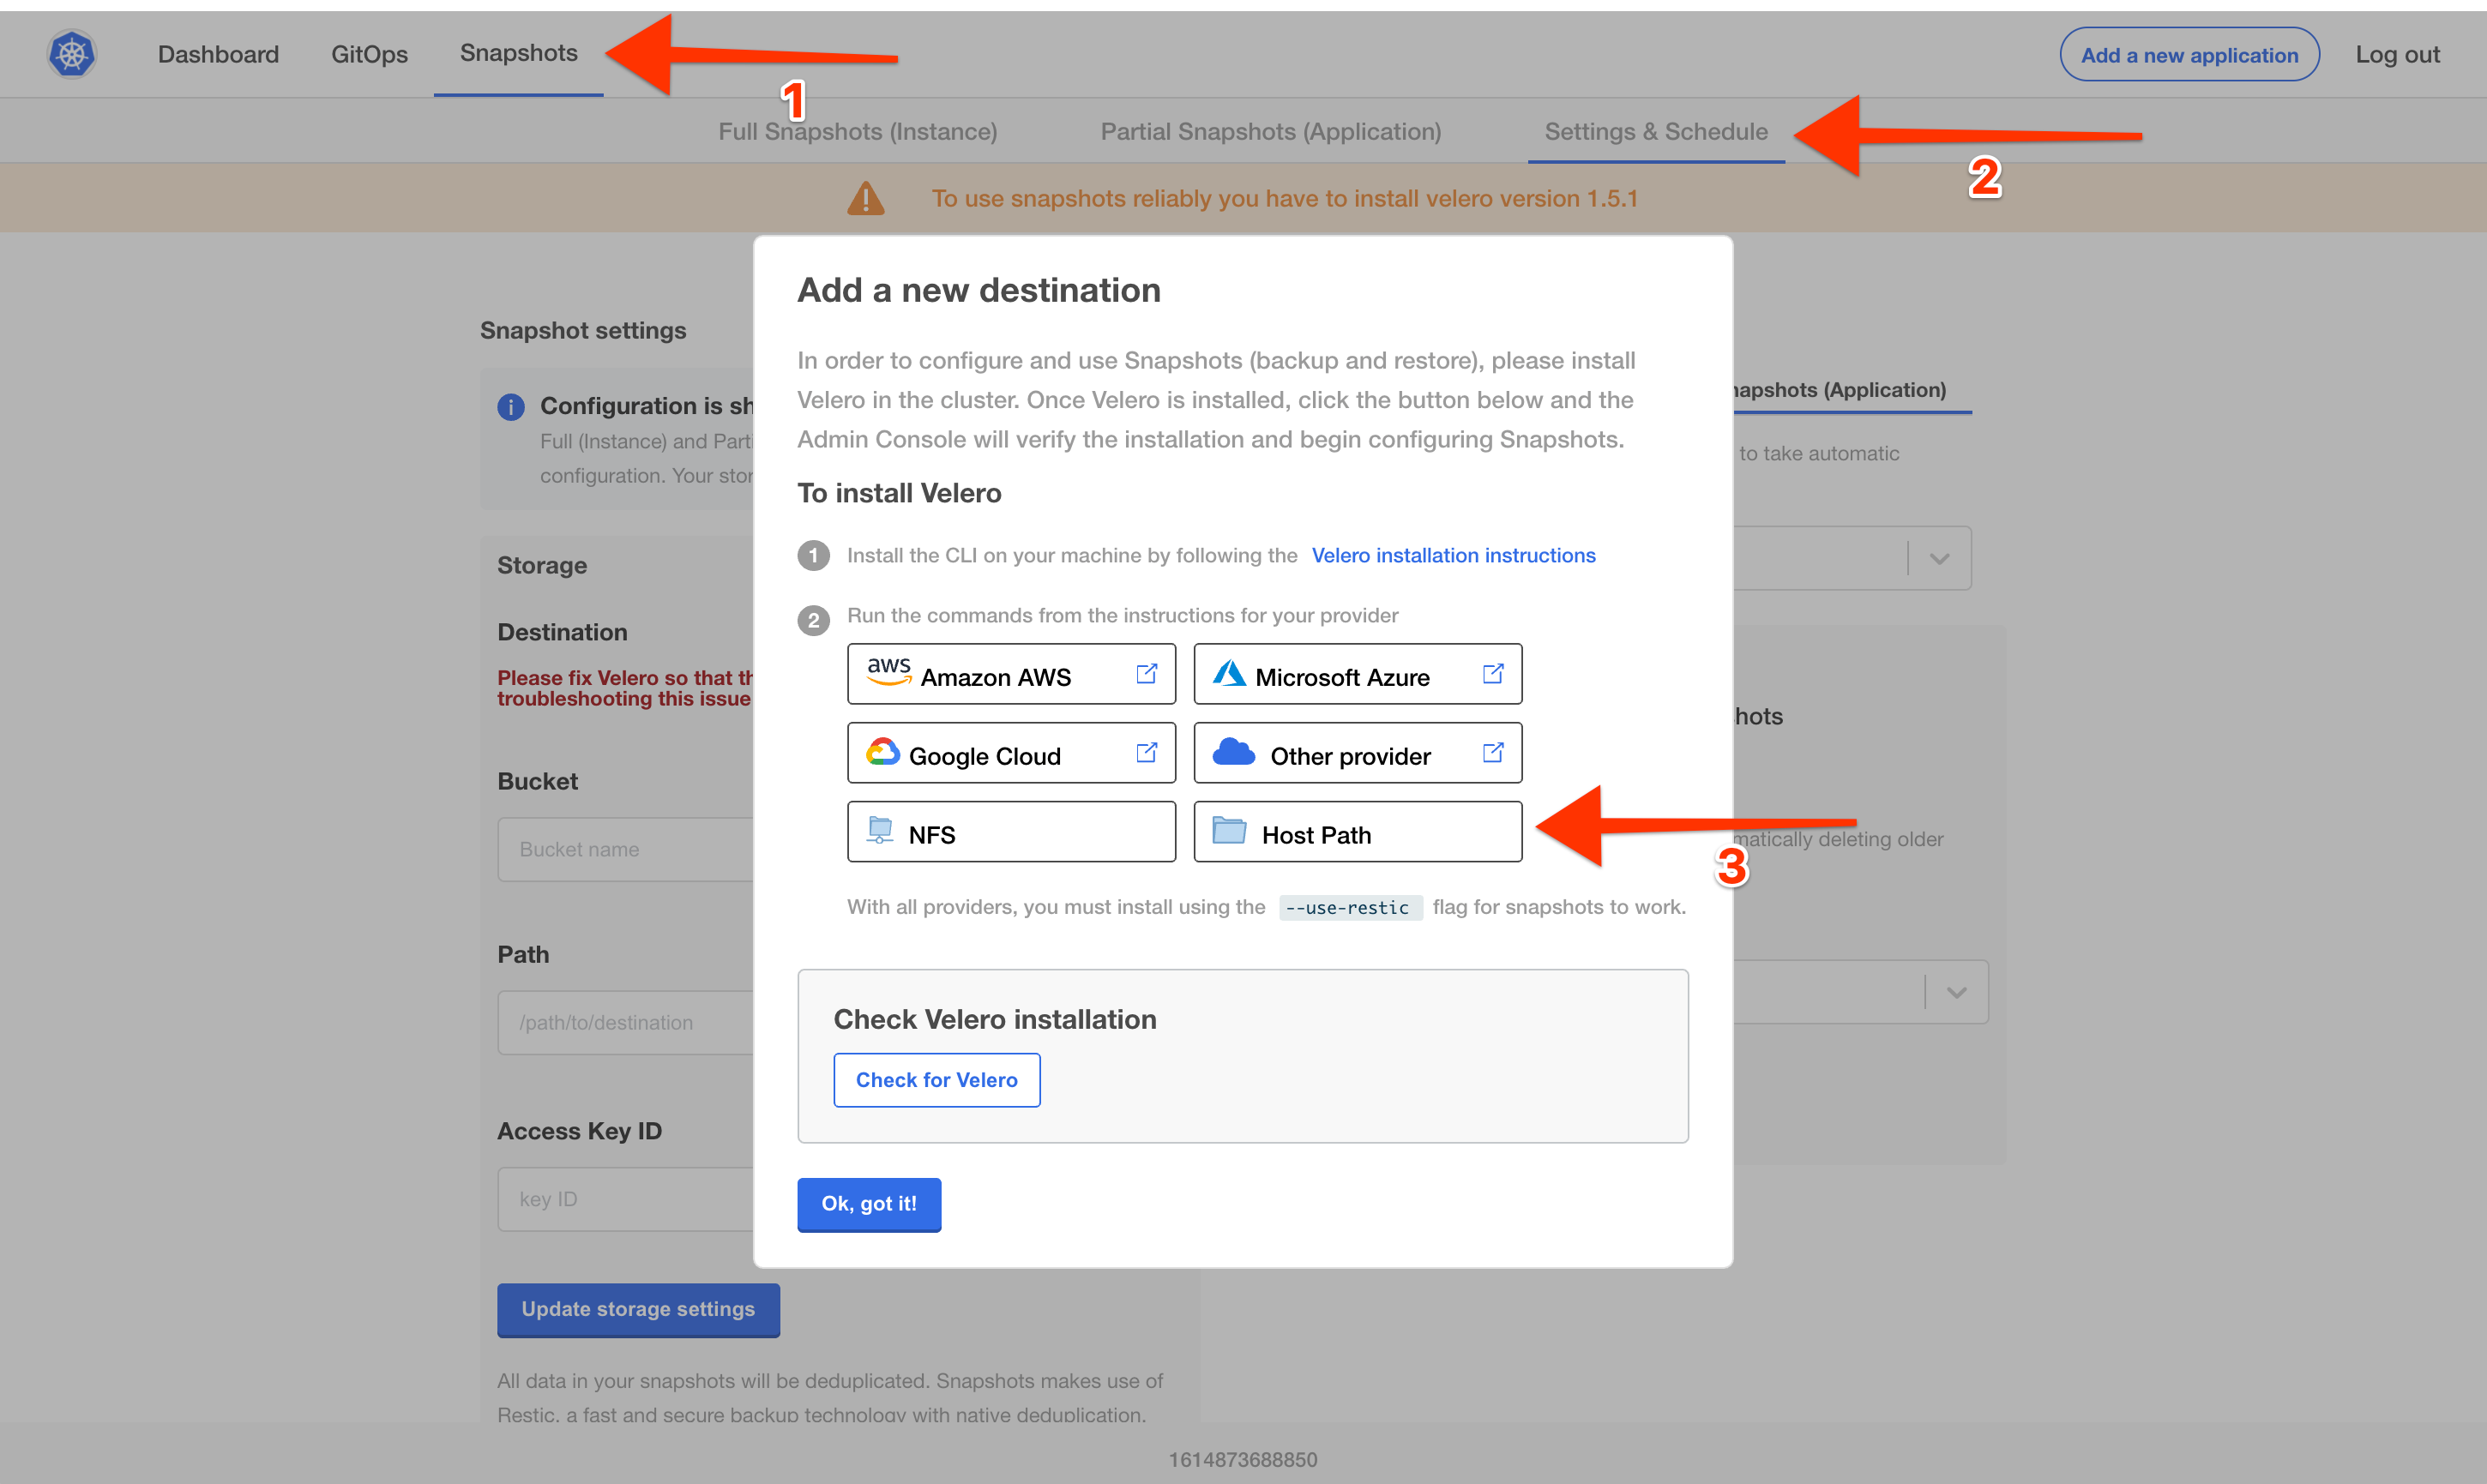 Dashboard
GitOps
Snapshots
Add a new application
Log out
1
Full Snapshots (Instance)
Partial Snapshots (Application)
Settings & Schedule
2
To use snapshots reliably you have to install velero version 1.5.1
Add a new destination
In order to configure and use Snapshots (backup and restore), please install
Velero in the cluster. Once Velero is installed, click the button below and the
Admin Console will verify the installation and begin configuring Snapshots.
To install Velero
1 Install the CLI on your machine by following the Velero installation instructions
2 Run the commands from the instructions for your provider
aws Amazon AWS
Microsoft Azure
Google Cloud
Other provider
NFS
Host Path
3
With all providers, you must install using the --use-restic flag for snapshots to work.
Check Velero installation
Check for Velero
Ok, got it!
Snapshot settings
Configuration is sh
Full (Instance) and Parti
configuration. Your stor
Storage
Destination
Please fix Velero so that th
troubleshooting this issue
Bucket
Bucket name
Path
/path/to/destination
Access Key ID
key ID
Update storage settings
All data in your snapshots will be deduplicated. Snapshots makes use of
Restic, a fast and secure backup technology with native deduplication.
napshots (Application)
to take automatic
hots
matically deleting older
1614873688850